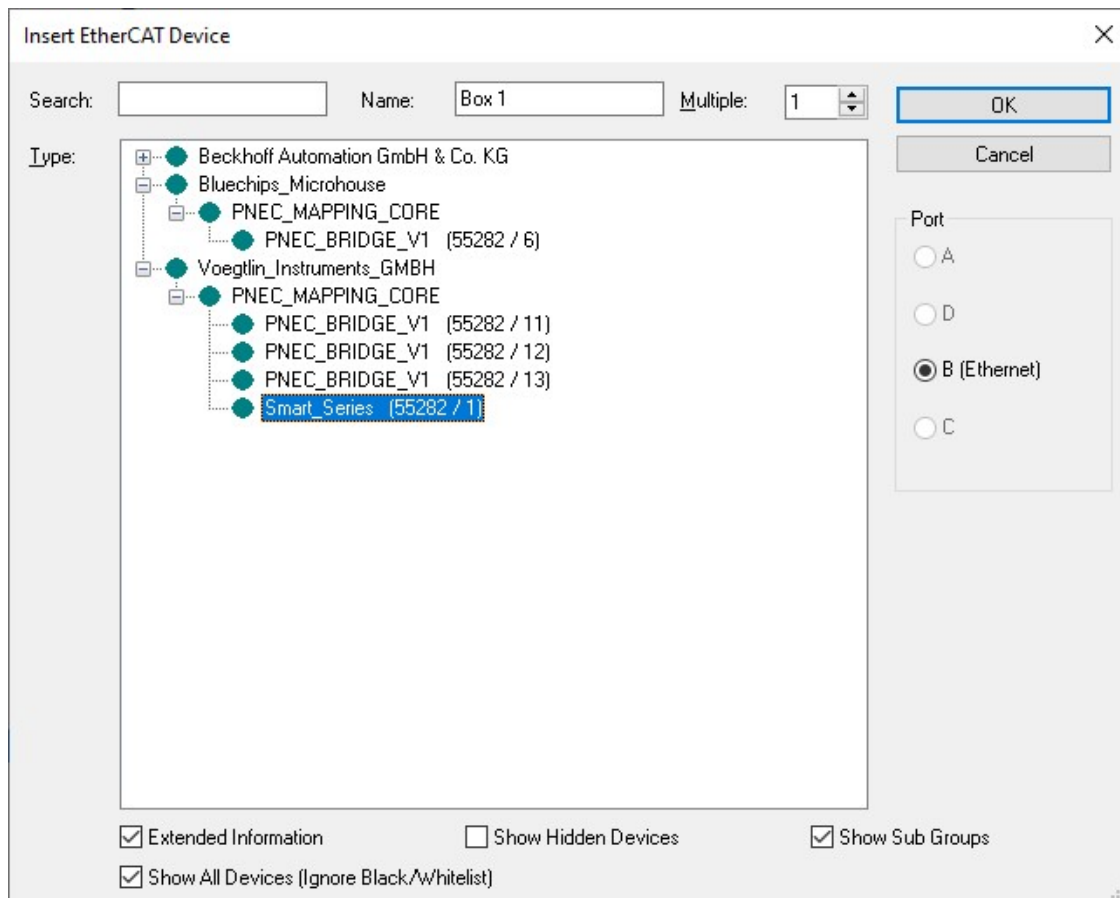 Insert EtherCAT Device
Search:
Name: Box 1
Multiple: 1
OK
Type:
Cancel
Beckhoff Automation GmbH & Co. KG
Bluechips_Microhouse
PNEC_MAPPING_CORE
PNEC_BRIDGE_V1 (55282 / 6)
Voegtlin_Instruments_GMBH
PNEC_MAPPING_CORE
PNEC_BRIDGE_V1 (55282 / 11)
PNEC_BRIDGE_V1 (55282 / 12)
PNEC_BRIDGE_V1 (55282 / 13)
Smart_Series (55282 / 1)
Port
A
D
B (Ethernet)
C
Extended Information
Show Hidden Devices
Show Sub Groups
Show All Devices (Ignore Black/Whitelist)